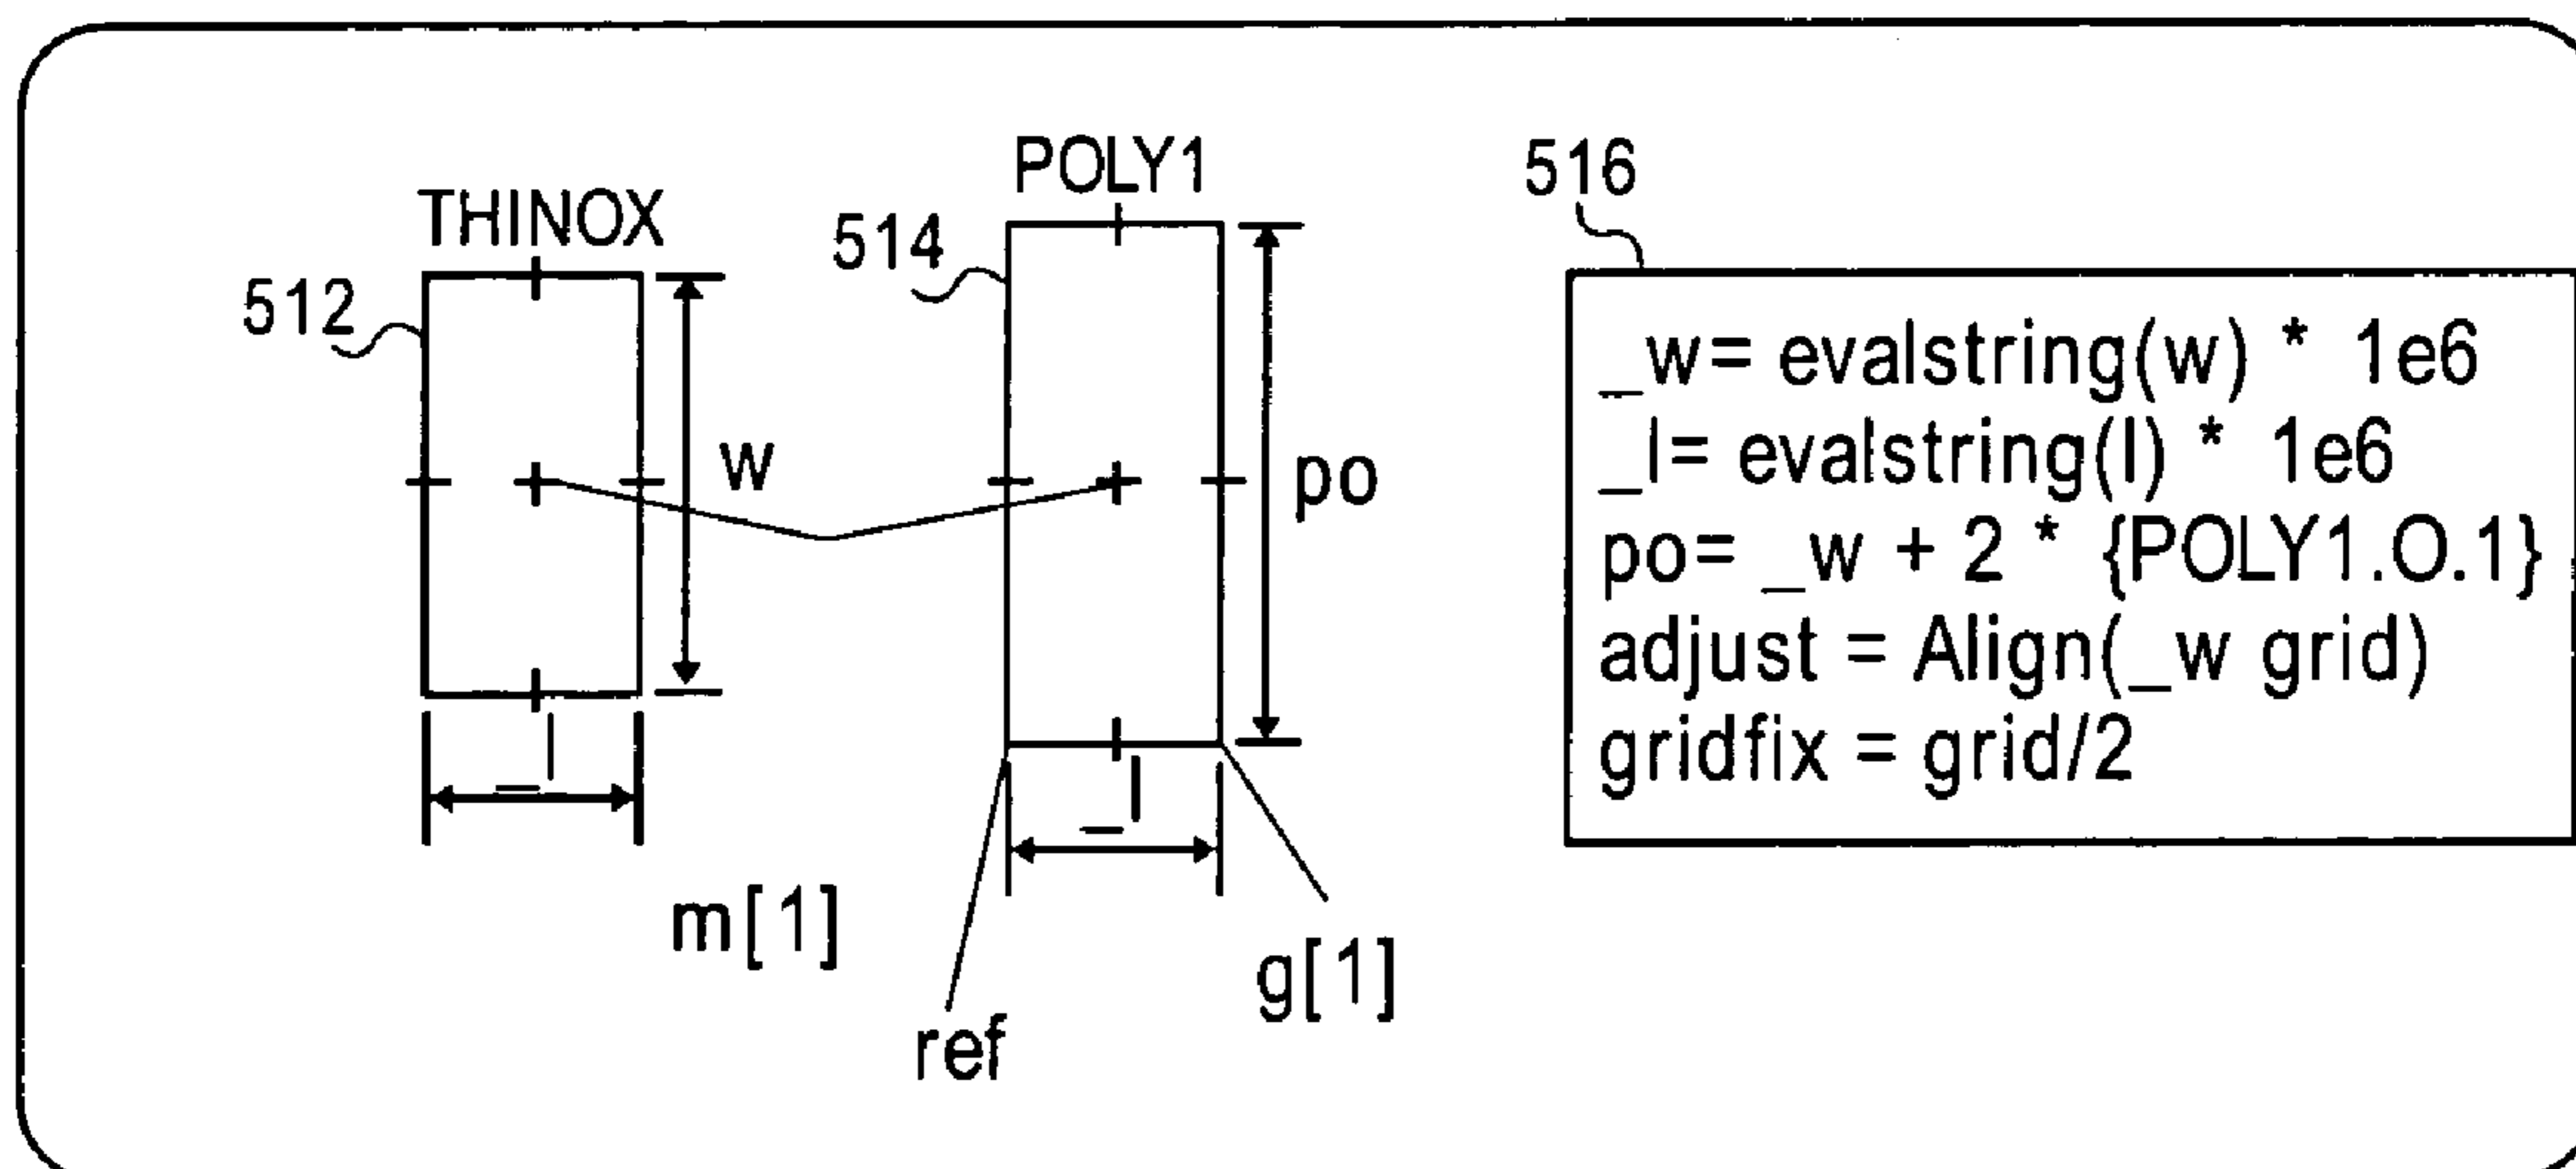 POLY1
THINOX
512
514
516
w
po
_l
_l
m[1]
g[1]
ref
_w= evalstring(w) * 1e6
_l= evalstring(l) * 1e6
po= _w + 2 * {POLY1.O.1}
adjust = Align(_w grid)
gridfix = grid/2